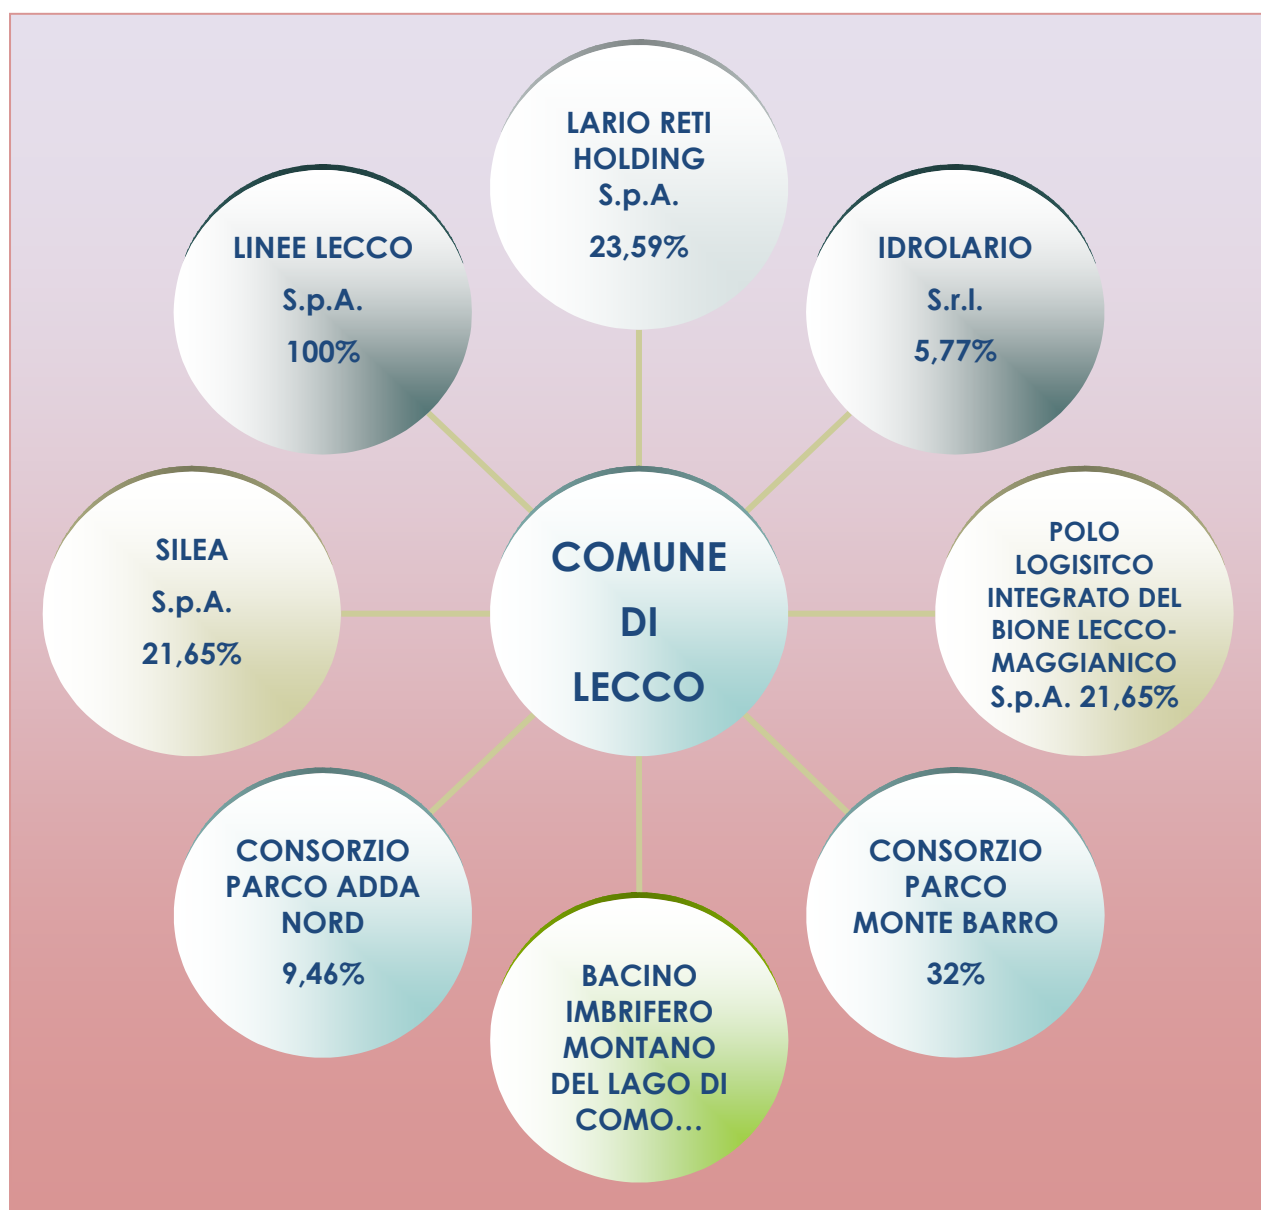 LARIO RETI
HOLDING
S.p.A.
23,59%
LINEE LECCO
S.p.A.
100%
IDROLARIO
S.r.l.
5,77%
SILEA
S.p.A.
21,65%
COMUNE
DI
LECCO
POLO
LOGISITCO
INTEGRATO DEL
BIONE LECCO-
MAGGIANICO
S.p.A. 21,65%
CONSORZIO
PARCO ADDA
NORD
9,46%
CONSORZIO
PARCO
MONTE BARRO
32%
BACINO
IMBRIFERO
MONTANO
DEL LAGO DI
COMO…